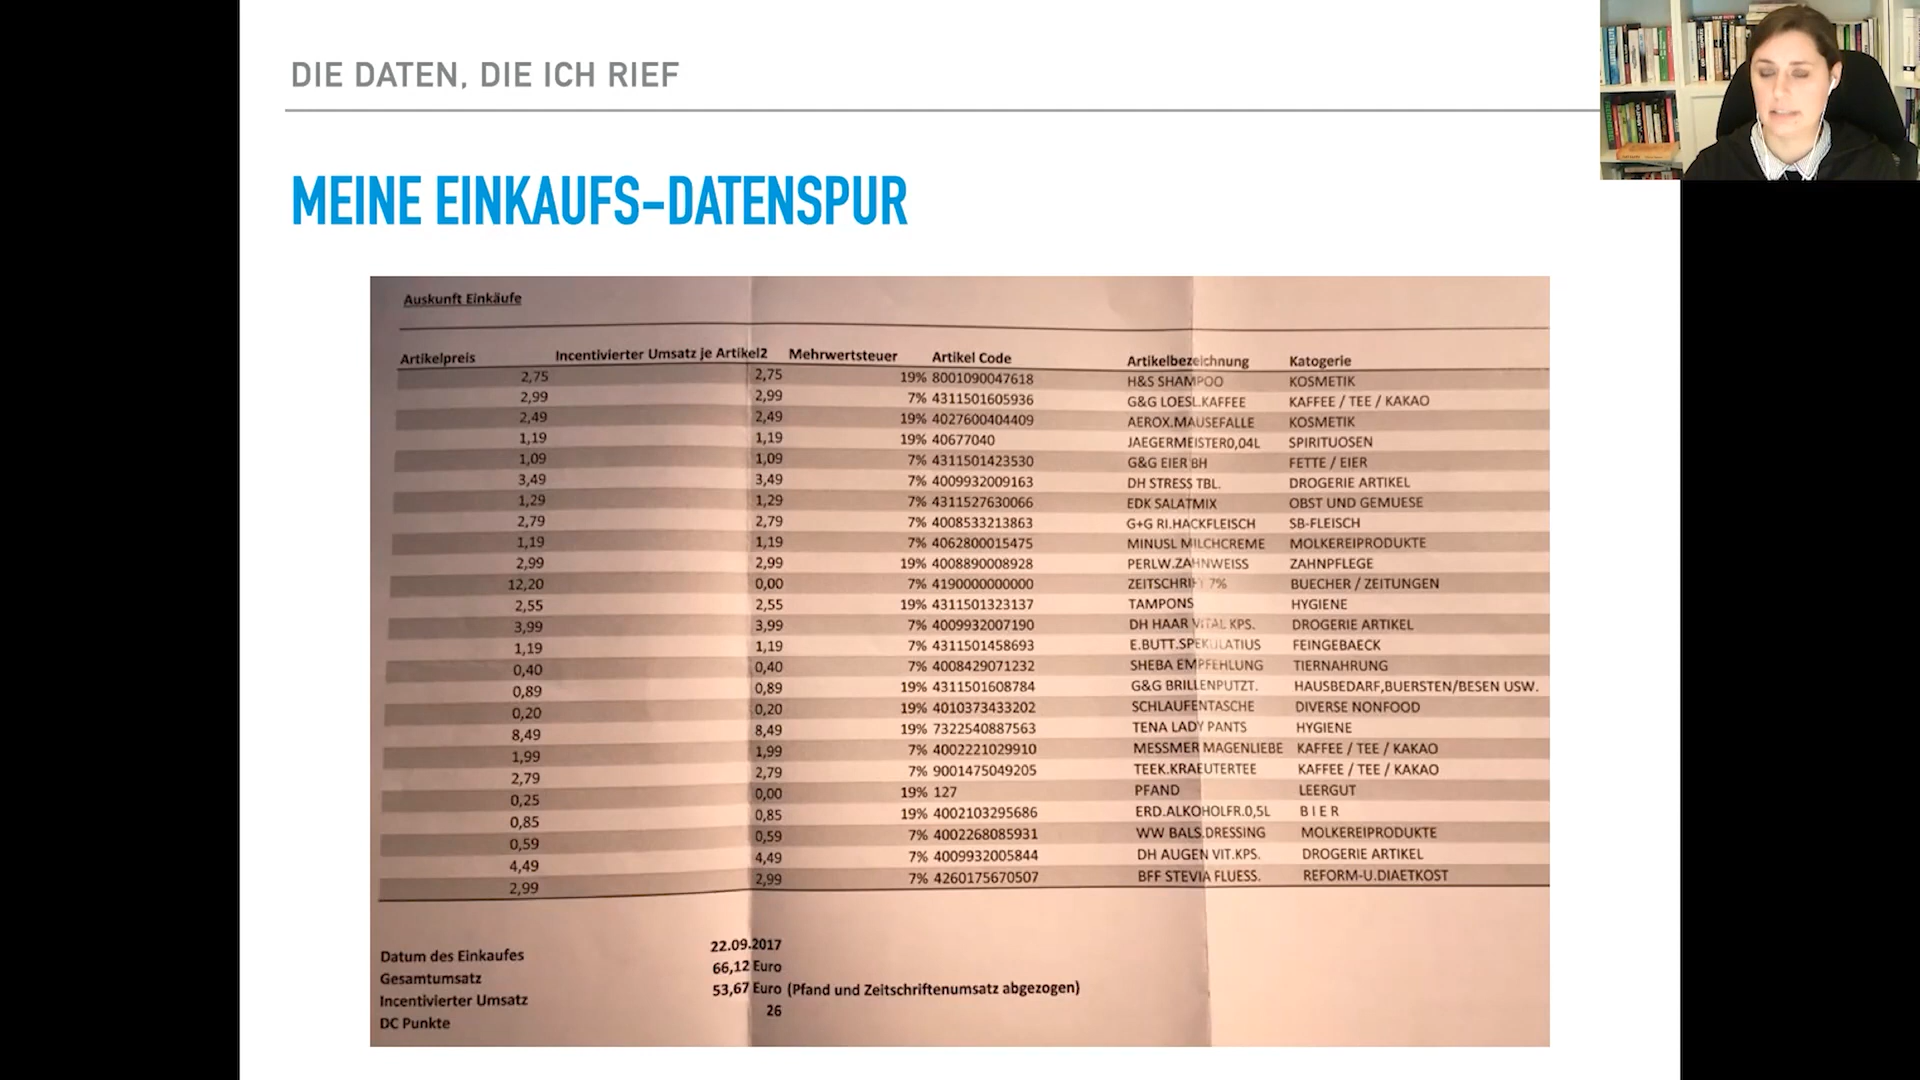 DIE DATEN, DIE ICH RIEF
MEINE EINKAUFS-DATENSPUR
Auskunft Einkäufe
Artikelpreis Incentivierter Umsatz je Artikel2 Mehrwertsteuer Artikel Code Artikelbezeichnung Katogerie
2,75 2,75 19% 8001090047618 H&S SHAMPOO KOSMETIK
2,99 2,99 7% 4311501605936 G&G LOESL.KAFFEE KAFFEE / TEE / KAKAO
2,49 2,49 19% 4027600404409 AEROX.MAUSEFALLE KOSMETIK
1,19 1,19 19% 40677040 JAEGERMEISTER0,04L SPIRITUOSEN
1,09 1,09 7% 4311501423530 G&G EIER BH FETTE / EIER
3,49 3,49 7% 4009932009163 DH STRESS TBL. DROGERIE ARTIKEL
1,29 1,29 7% 4311527630066 EDK SALATMIX OBST UND GEMUESE
2,79 2,79 7% 4008533213863 G+G RI.HACKFLEISCH SB-FLEISCH
1,19 1,19 7% 4062800015475 MINUSL MILCHCREME MOLKEREIPRODUKTE
2,99 2,99 19% 4008890008928 PERLW.ZAHNWEISS ZAHNPFLEGE
12,20 0,00 7% 4190000000000 ZEITSCHRIFT 7% BUECHER / ZEITUNGEN
2,55 2,55 19% 4311501323137 TAMPONS HYGIENE
3,99 3,99 7% 4009932007190 DH HAAR VITAL KPS. DROGERIE ARTIKEL
1,19 1,19 7% 4311501458693 E.BUTT.SPEKULATIUS FEINGEBAECK
0,40 0,40 7% 4008429071232 SHEBA EMPFEHLUNG TIERNAHRUNG
0,89 0,89 19% 4311501608784 G&G BRILLENPUTZT. HAUSBEDARF,BUERSTEN/BESEN USW.
0,20 0,20 19% 4010373433202 SCHLAUFENTASCHE DIVERSE NONFOOD
8,49 8,49 19% 7322540887563 TENA LADY PANTS HYGIENE
1,99 1,99 7% 4002221029910 MESSMER MAGENLIEBE KAFFEE / TEE / KAKAO
2,79 2,79 7% 9001475049205 TEEK.KRAEUTERTEE KAFFEE / TEE / KAKAO
0,25 0,00 19% 127 PFAND LEERGUT
0,85 0,85 19% 4002103295686 ERD.ALKOHOLFR.0,5L B I E R
0,59 0,59 7% 4002268085931 WW BALS.DRESSING MOLKEREIPRODUKTE
4,49 4,49 7% 4009932005844 DH AUGEN VIT.KPS. DROGERIE ARTIKEL
2,99 2,99 7% 4260175670507 BFF STEVIA FLUESS. REFORM-U.DIAETKOST
Datum des Einkaufes 22.09.2017
Gesamtumsatz 66,12 Euro
Incentivierter Umsatz 53,67 Euro (Pfand und Zeitschriftenumsatz abgezogen)
DC Punkte 26